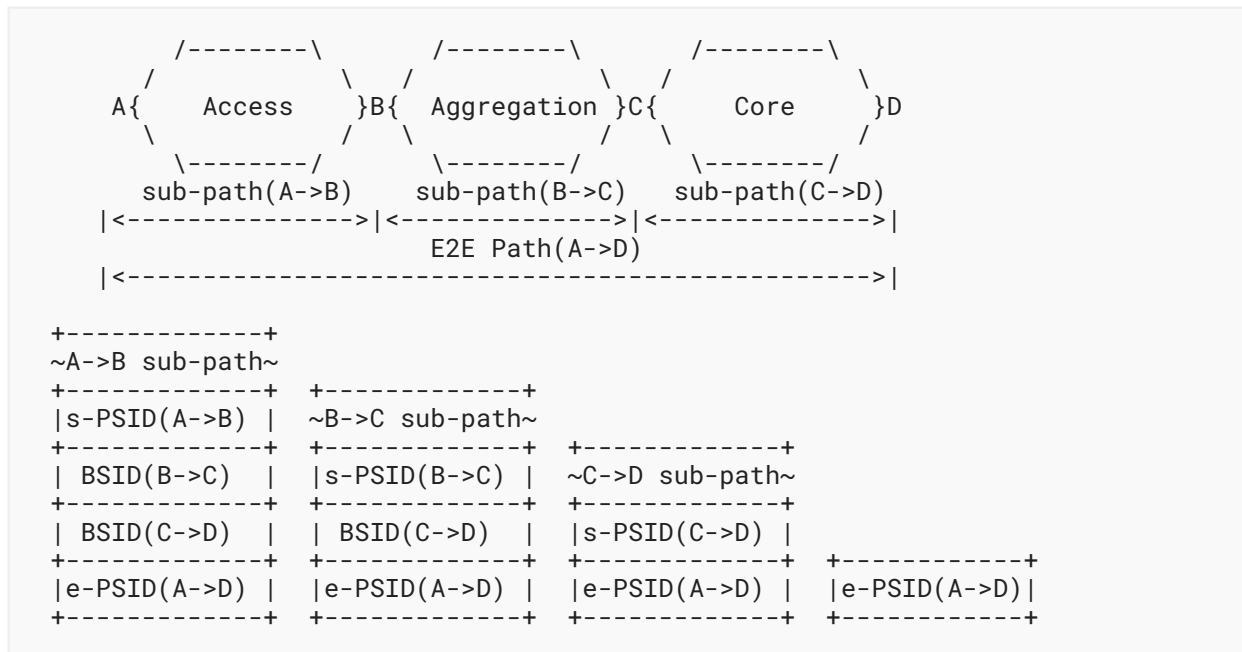 /--------\         /--------\         /--------\
/          \   /            \   /            \
A{    Access    }B{  Aggregation }C{    Core     }D
\          /   \            /   \            /
\--------/         \--------/         \--------/
sub-path(A->B)    sub-path(B->C)   sub-path(C->D)
|<--------------->|<-------------->|<-------------->|
E2E Path(A->D)
|<------------------------------------------------->|
+-------------+
~A->B sub-path~
+-------------+  +-------------+
|s-PSID(A->B) |  ~B->C sub-path~
+-------------+  +-------------+  +-------------+
| BSID(B->C)  |  |s-PSID(B->C) |  ~C->D sub-path~
+-------------+  +-------------+  +-------------+
| BSID(C->D)  |  | BSID(C->D)  |  |s-PSID(C->D) |
+-------------+  +-------------+  +-------------+  +------------+
|e-PSID(A->D) |  |e-PSID(A->D) |  |e-PSID(A->D) |  |e-PSID(A->D)|
+-------------+  +-------------+  +-------------+  +------------+